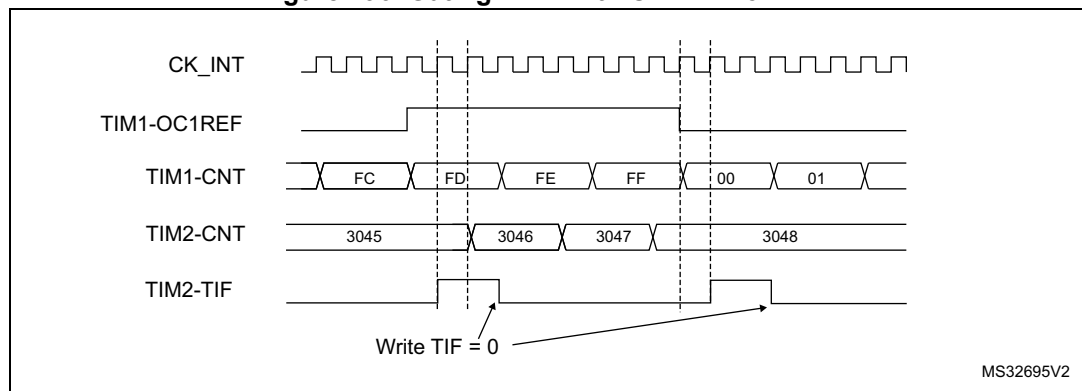 CK_INT
TIM1-OC1REF
TIM1-CNT FC FD FE FF 00 01
TIM2-CNT 3045 3046 3047 3048
TIM2-TIF
Write TIF = 0
MS32695V2